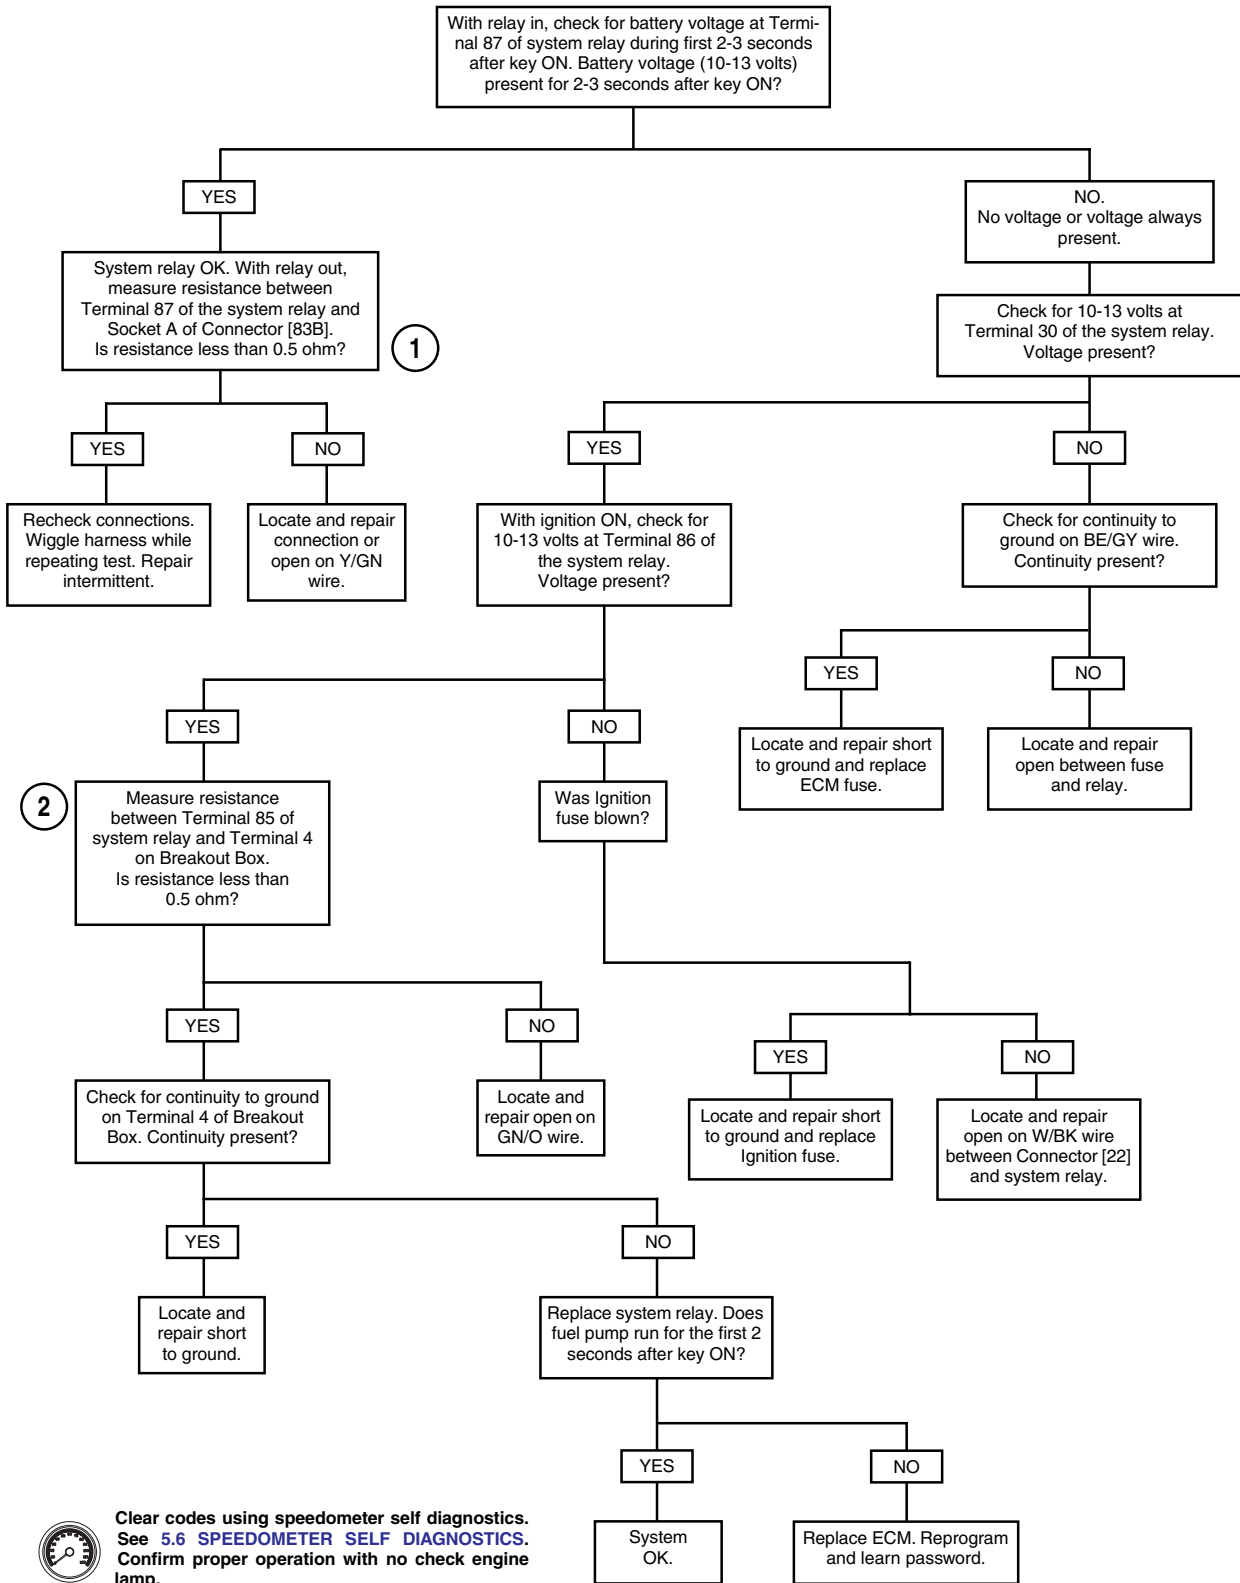 With relay in, check for battery voltage at Termi-
nal 87 of system relay during first 2-3 seconds
after key ON. Battery voltage (10-13 volts)
present for 2-3 seconds after key ON?
YES
NO.
No voltage or voltage always
present.
System relay OK. With relay out,
measure resistance between
Terminal 87 of the system relay and
Socket A of Connector [83B].
Is resistance less than 0.5 ohm?
1
Check for 10-13 volts at
Terminal 30 of the system relay.
Voltage present?
YES
NO
YES
NO
Recheck connections.
Wiggle harness while
repeating test. Repair
intermittent.
Locate and repair
connection or
open on Y/GN
wire.
With ignition ON, check for
10-13 volts at Terminal 86 of
the system relay.
Voltage present?
Check for continuity to
ground on BE/GY wire.
Continuity present?
YES
NO
YES
NO
Locate and repair short
to ground and replace
ECM fuse.
Locate and repair
open between fuse
and relay.
2
Measure resistance
between Terminal 85 of
system relay and Terminal 4
on Breakout Box.
Is resistance less than
0.5 ohm?
Was Ignition
fuse blown?
YES
NO
YES
NO
Check for continuity to ground
on Terminal 4 of Breakout
Box. Continuity present?
Locate and
repair open on
GN/O wire.
Locate and repair short
to ground and replace
Ignition fuse.
Locate and repair
open on W/BK wire
between Connector [22]
and system relay.
YES
NO
Locate and
repair short
to ground.
Replace system relay. Does
fuel pump run for the first 2
seconds after key ON?
YES
NO
System
OK.
Replace ECM. Reprogram
and learn password.
Clear codes using speedometer self diagnostics.
See 5.6 SPEEDOMETER SELF DIAGNOSTICS.
Confirm proper operation with no check engine
lamp.